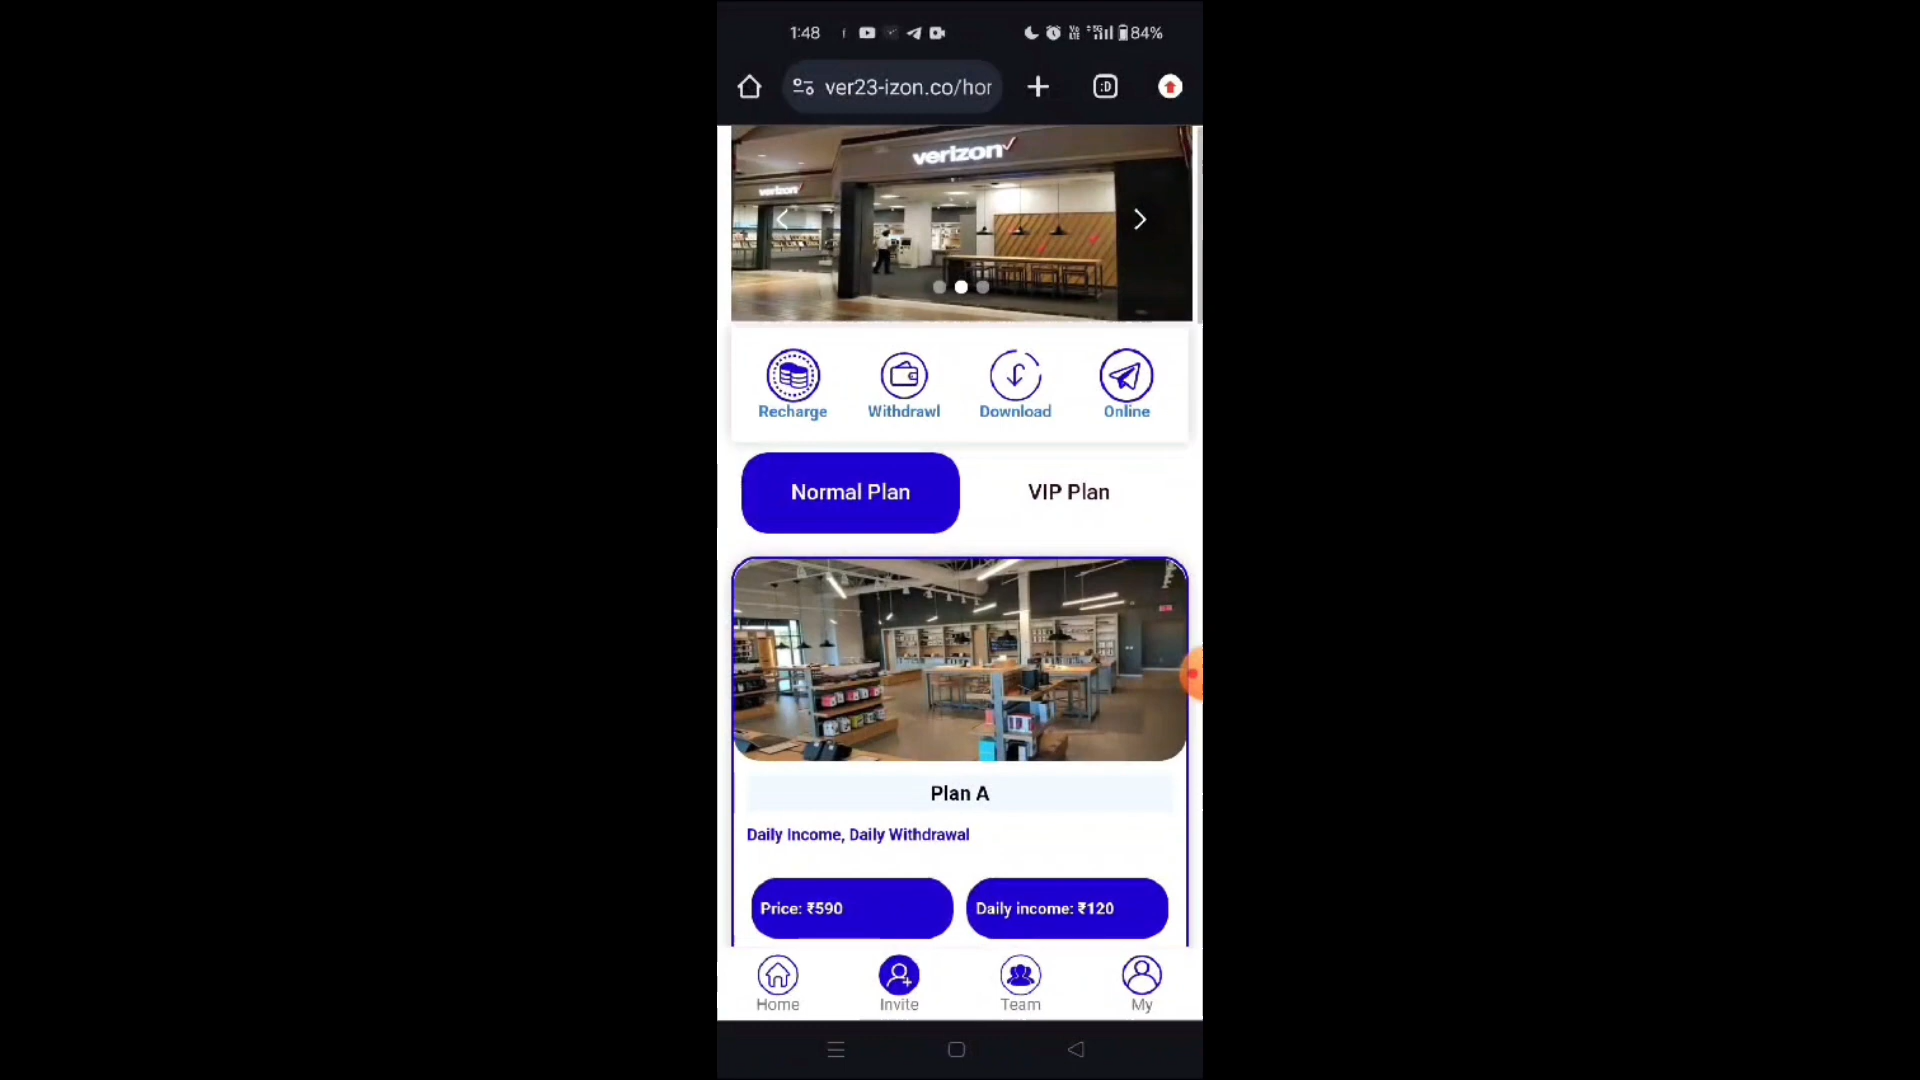 1:48
84%
ver23-izon.co/hor
:D
verizon
verizon
Recharge
Withdrawl
Download
Online
Normal Plan
VIP Plan
Plan A
Daily Income, Daily Withdrawal
Price: ₹590
Daily income: ₹120
Home
Invite
Team
My